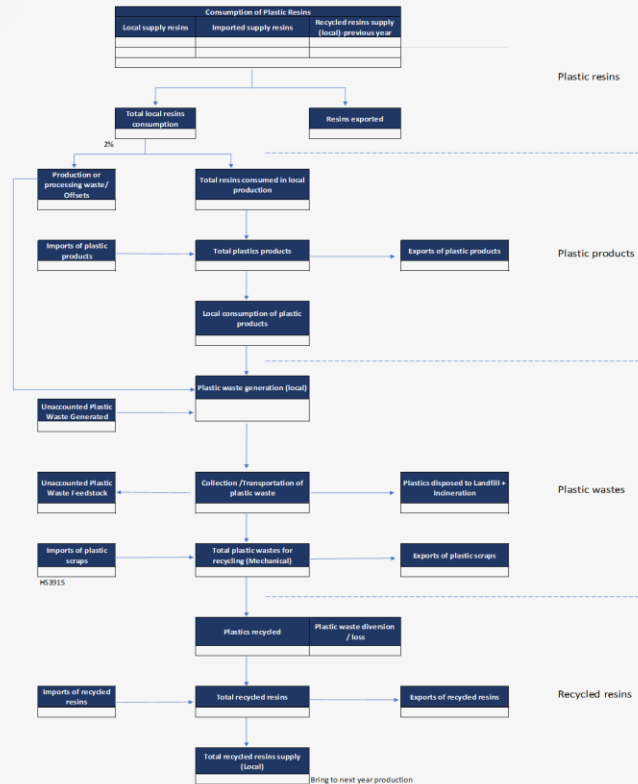 Consumption of Plastic Resins
Local supply resins
Imported supply resins
Recycled resins supply
(local)-previous year
Plastic resins
Total local resins
consumption
Resins exported
2%
Production or
processing waste/
Offsets
Total resins consumed in local
production
Imports of plastic
products
Total plastics products
Exports of plastic products
Plastic products
Local consumption of plastic
products
Plastic waste generation (local)
Unaccounted Plastic
Waste Generated
Unaccounted Plastic
Waste Feedstock
Collection /Transportation of
plastic waste
Plastics disposed to Landfill +
Incineration
Plastic wastes
Imports of plastic
scraps
Total plastic wastes for
recycling (Mechanical)
Exports of plastic scraps
HS3915
Plastics recycled
Plastic waste diversion
/ loss
Imports of recycled
resins
Total recycled resins
Exports of recycled resins
Recycled resins
Total recycled resins supply
(Local)
Bring to next year production